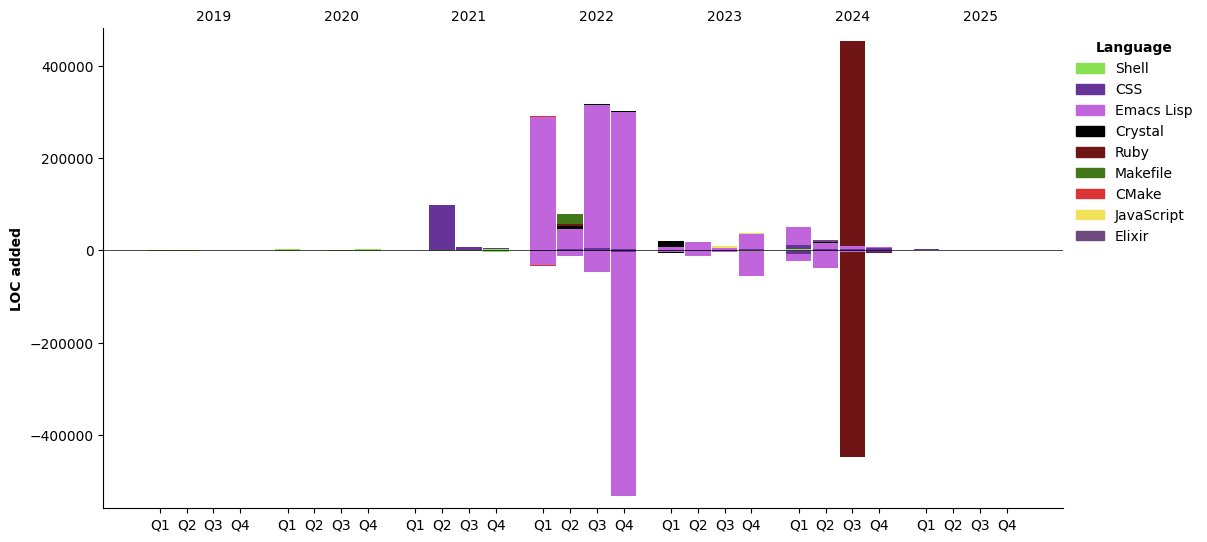 2019 2020 2021 2022 2023 2024 2025
LOC added
400000
200000
0
−200000
−400000
Q1 Q2 Q3 Q4 Q1 Q2 Q3 Q4 Q1 Q2 Q3 Q4 Q1 Q2 Q3 Q4 Q1 Q2 Q3 Q4 Q1 Q2 Q3 Q4 Q1 Q2 Q3 Q4
Language
Shell
CSS
Emacs Lisp
Crystal
Ruby
Makefile
CMake
JavaScript
Elixir